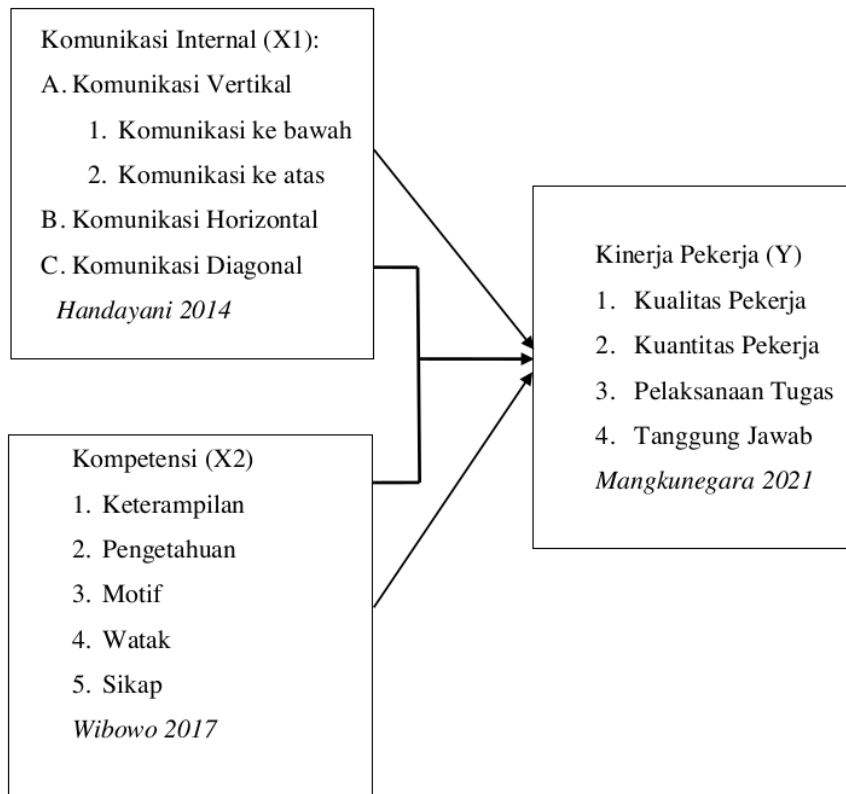 Komunikasi Internal (X1):
A. Komunikasi Vertikal
1. Komunikasi ke bawah
2. Komunikasi ke atas
B. Komunikasi Horizontal
C. Komunikasi Diagonal
Handayani 2014
Kompetensi (X2)
1. Keterampilan
2. Pengetahuan
3. Motif
4. Watak
5. Sikap
Wibowo 2017
Kinerja Pekerja (Y)
1. Kualitas Pekerja
2. Kuantitas Pekerja
3. Pelaksanaan Tugas
4. Tanggung Jawab
Mangkunegara 2021